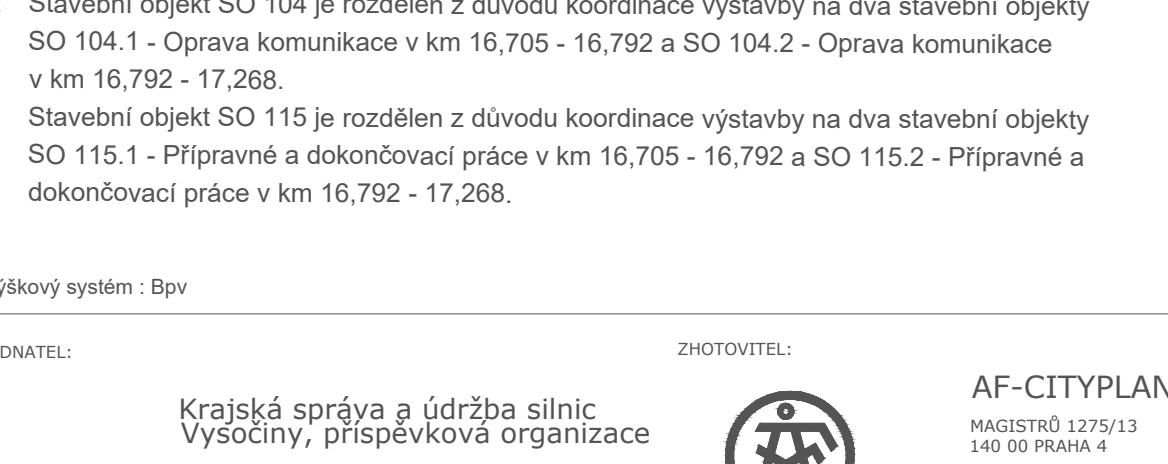 Stavební objekt SO 104 je rozdělen z důvodu koordinace výstavby na dva stavební objekty
SO 104.1 - Oprava komunikace v km 16,705 - 16,792 a SO 104.2 - Oprava komunikace
v km 16,792 - 17,268.
Stavební objekt SO 115 je rozdělen z důvodu koordinace výstavby na dva stavební objekty
SO 115.1 - Přípravné a dokončovací práce v km 16,705 - 16,792 a SO 115.2 - Přípravné a
dokončovací práce v km 16,792 - 17,268.
ýškový systém : Bpv
DNATEL:
ZHOTOVITEL:
Krajská správa a údržba silnic
Vysočiny, příspěvková organizace
AF-CITYPLAN
MAGISTRŮ 1275/13
140 00 PRAHA 4